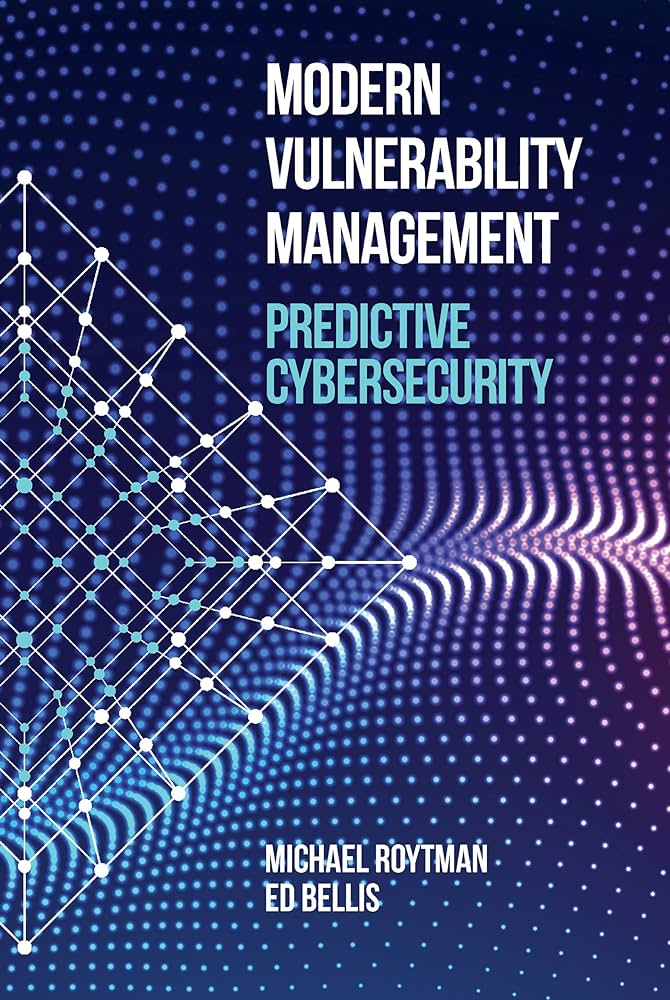 MODERN
VULNERABILITY
MANAGEMENT
PREDICTIVE
CYBERSECURITY
MICHAEL ROYTMAN
ED BELLIS